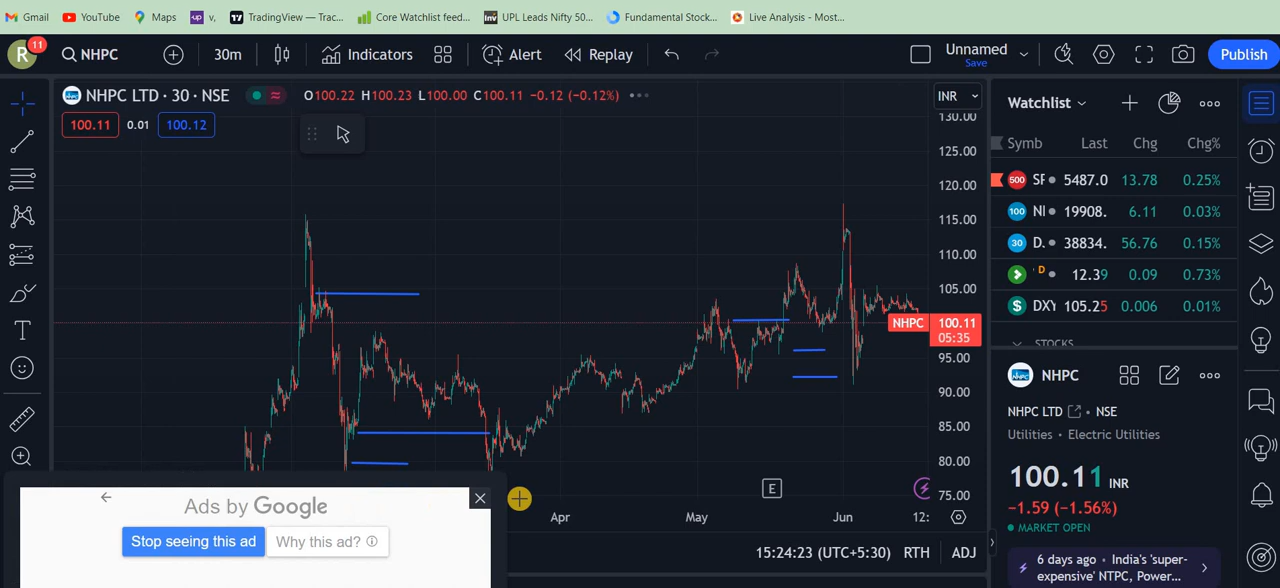 Gmail YouTube Maps v, TradingView — Trac... Core Watchlist feed... UPL Leads Nifty 50... Fundamental Stock... Live Analysis - Most...
R 11 NHPC 30m Indicators Alert Replay Unnamed Save Publish
NHPC LTD · 30 · NSE O100.22 H100.23 L100.00 C100.11 -0.12 (-0.12%)
100.11 0.01 100.12
INR
130.00
125.00
120.00
115.00
110.00
105.00
NHPC 100.11
05:35
95.00
90.00
85.00
80.00
75.00
E
Apr May Jun 12:
15:24:23 (UTC+5:30) RTH ADJ
Ads by Google
Stop seeing this ad Why this ad?
Watchlist
Symb Last Chg Chg%
500 SF 5487.0 13.78 0.25%
100 NI 19908. 6.11 0.03%
30 D. 38834. 56.76 0.15%
D 12.39 0.09 0.73%
$ DXY 105.25 0.006 0.01%
STOCKS
NHPC
NHPC LTD · NSE
Utilities · Electric Utilities
100.11 INR
−1.59 (−1.56%)
MARKET OPEN
6 days ago · India's 'super-
expensive' NTPC, Power...